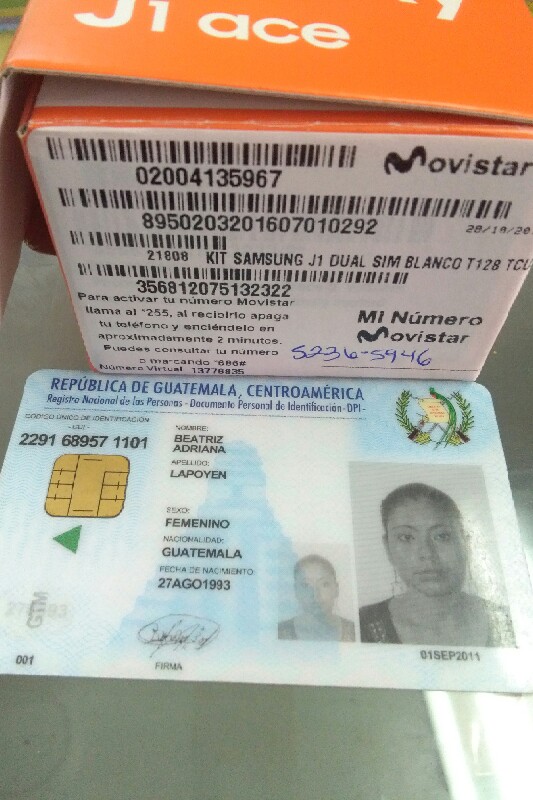 J1 ace
Movistar
02004135967
8950203201607010292
21808 KIT SAMSUNG J1 DUAL SIM BLANCO T128 TCU
356812075132322
Para activar tu número Movistar
llama al *255, al recibirlo apaga
tu teléfono y enciéndelo en
aproximadamente 2 minutos.
Puedes consultar tu número
o marcando *686#
Número Virtual 13778835
Mi Número
Movistar
5236-5946
REPÚBLICA DE GUATEMALA, CENTROAMÉRICA
Registro Nacional de las Personas - Documento Personal de Identificación -DPI-
CÓDIGO ÚNICO DE IDENTIFICACIÓN
-CUI-
2291 68957 1101
NOMBRE:
BEATRIZ
ADRIANA
APELLIDO:
LAPOYEN
SEXO:
FEMENINO
NACIONALIDAD:
GUATEMALA
FECHA DE NACIMIENTO
27AGO1993
GTM
001
FIRMA
01SEP2011